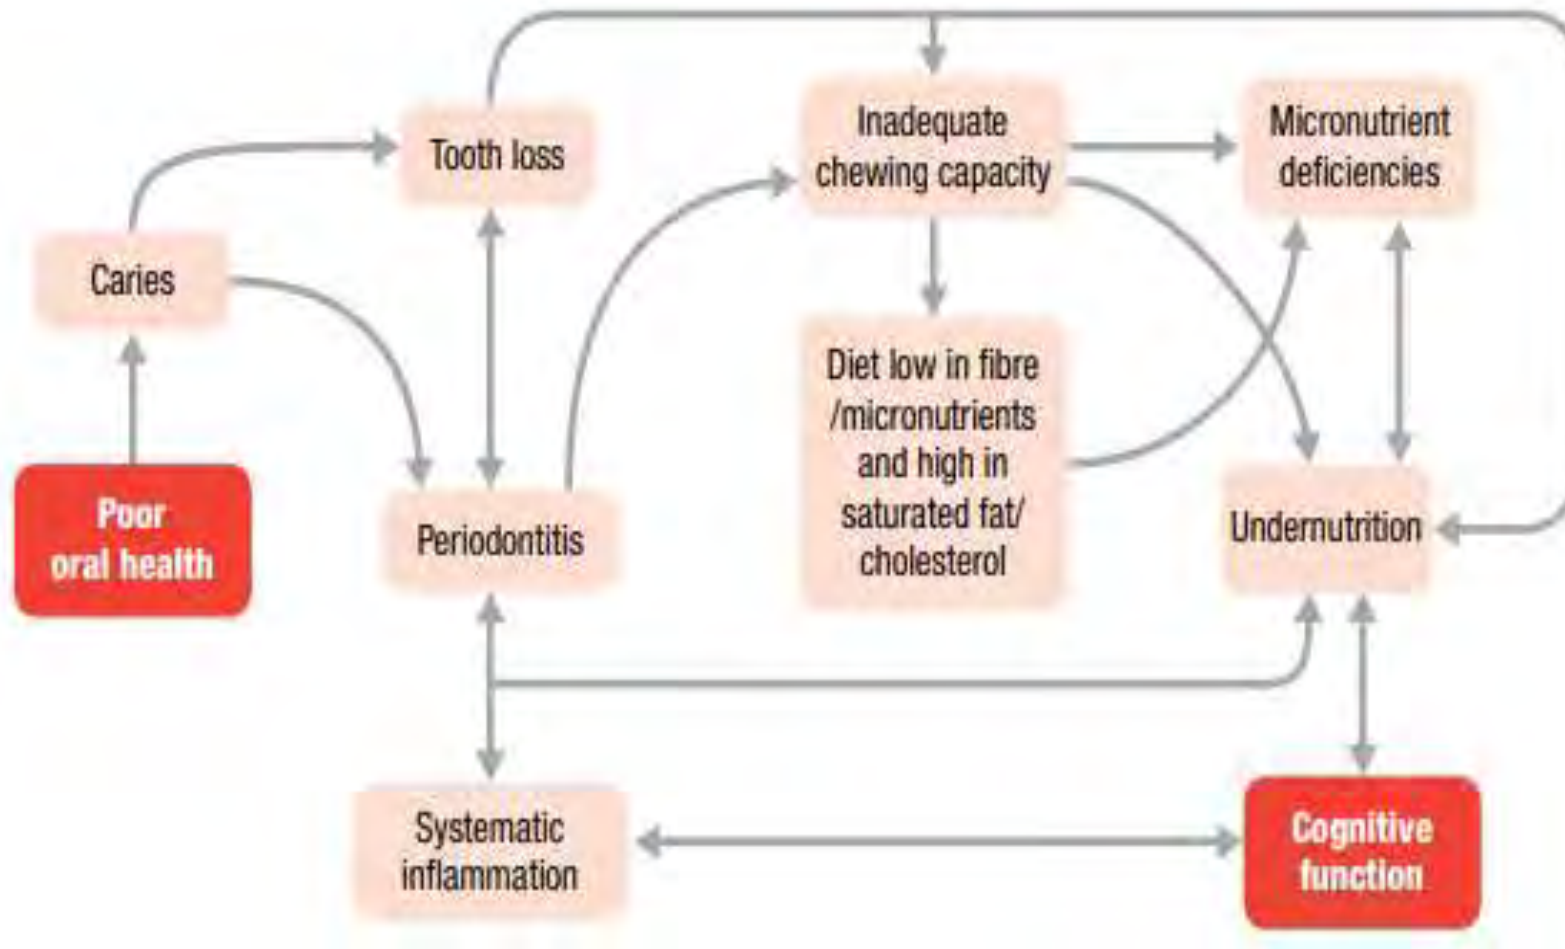 Tooth loss
Inadequate
chewing capacity
Micronutrient
deficiencies
Caries
Diet low in fibre
/micronutrients
and high in
saturated fat/
cholesterol
Poor
oral health
Periodontitis
Undernutrition
Systematic
inflammation
Cognitive
function